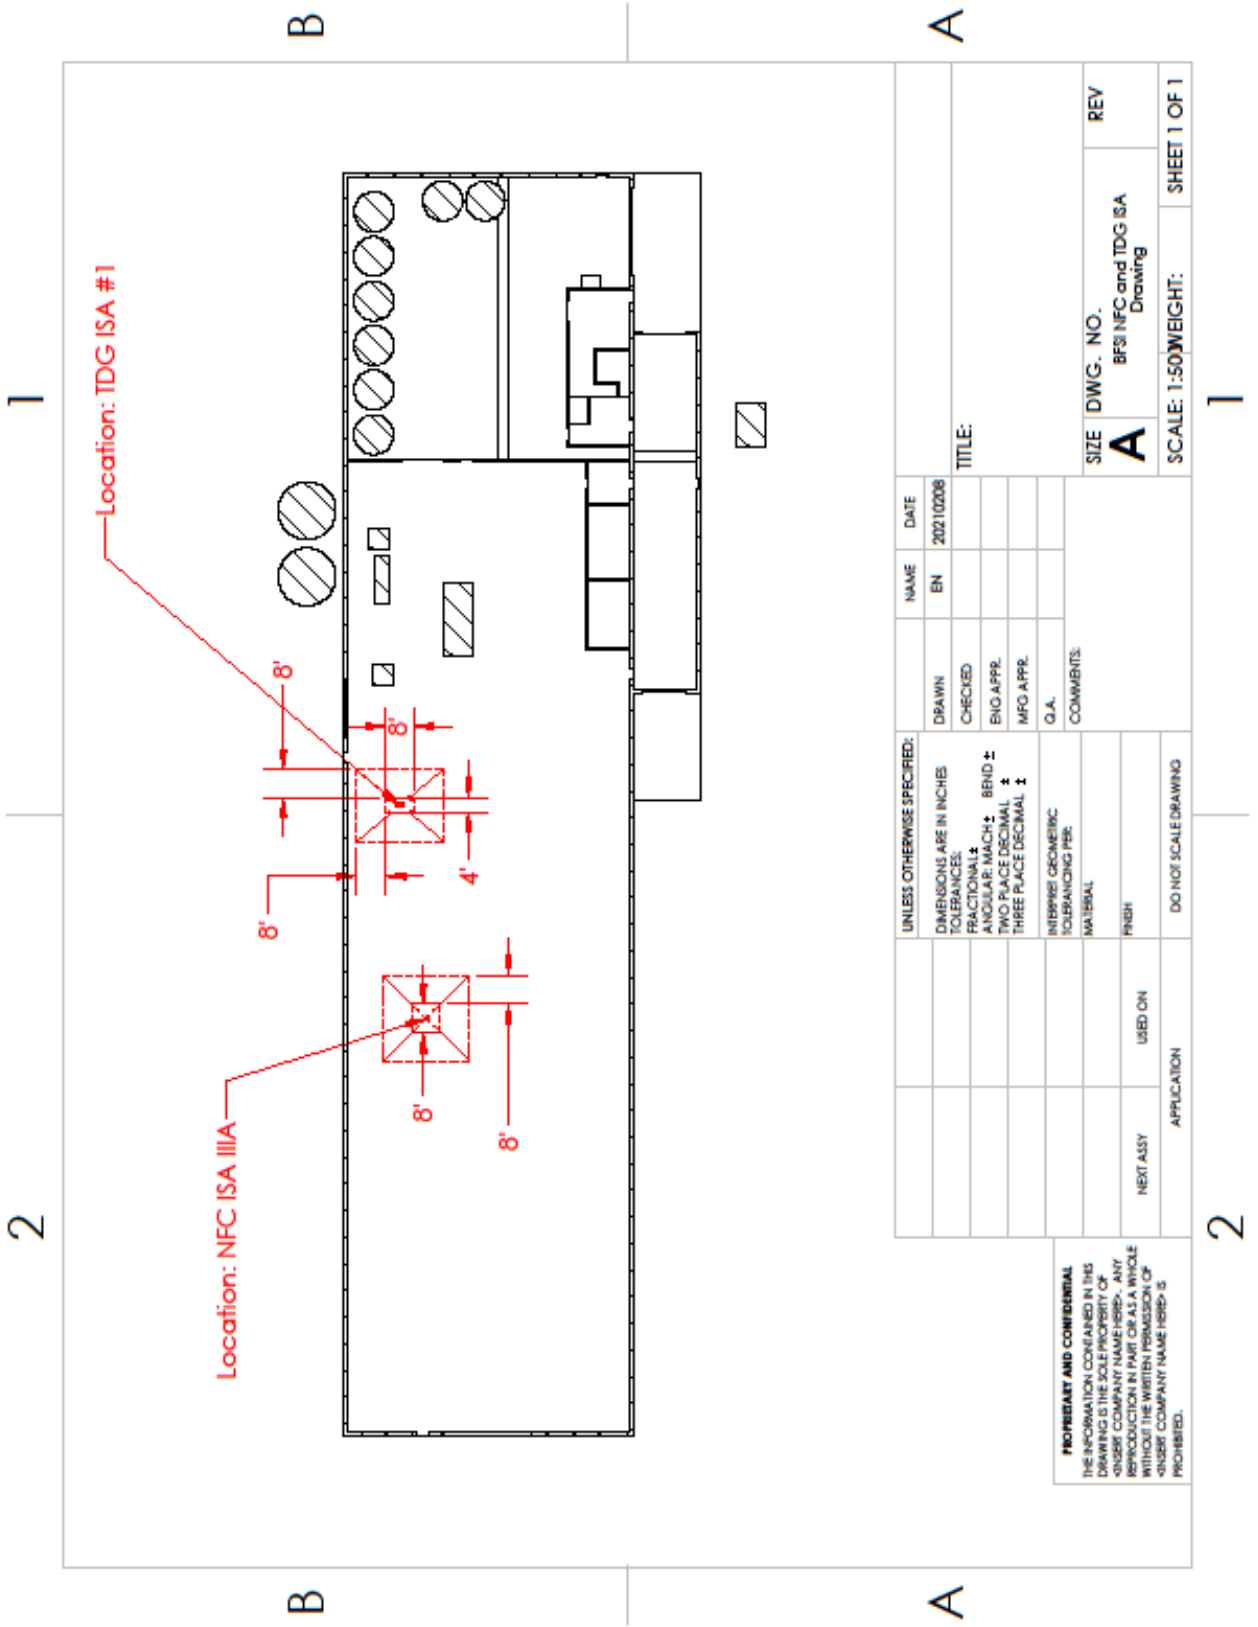 2
1
B
B
A
A
2
1
Location: TDG ISA #1
Location: NFC ISA IIIA
8'
8'
8'
4'
8'
8'
PROPRIETARY AND CONFIDENTIAL
THE INFORMATION CONTAINED IN THIS
DRAWING IS THE SOLE PROPERTY OF
<INSERT COMPANY NAME HERE>. ANY
REPRODUCTION IN PART OR AS A WHOLE
WITHOUT THE WRITTEN PERMISSION OF
<INSERT COMPANY NAME HERE> IS
PROHIBITED.
NEXT ASSY
USED ON
APPLICATION
UNLESS OTHERWISE SPECIFIED:
DIMENSIONS ARE IN INCHES
TOLERANCES:
FRACTIONAL±
ANGULAR: MACH± BEND ±
TWO PLACE DECIMAL ±
THREE PLACE DECIMAL ±
INTERPRET GEOMETRIC
TOLERANCING PER:
MATERIAL
FINISH
DO NOT SCALE DRAWING
NAME
DATE
DRAWN
EN
20210208
CHECKED
ENG APPR.
MFG APPR.
Q.A.
COMMENTS:
TITLE:
SIZE
A
DWG. NO.
BFSI NFC and TDG ISA
Drawing
REV
SCALE: 1:500
WEIGHT:
SHEET 1 OF 1